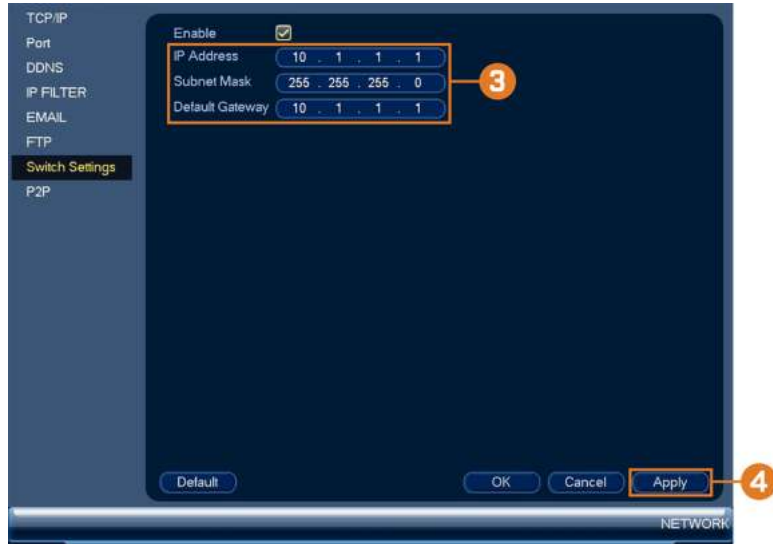 TCP/IP
Port
DDNS
IP FILTER
EMAIL
FTP
Switch Settings
P2P
Enable
IP Address 10 . 1 . 1 . 1
Subnet Mask 255 . 255 . 255 . 0
Default Gateway 10 . 1 . 1 . 1
3
Default OK Cancel Apply
4
NETWORK